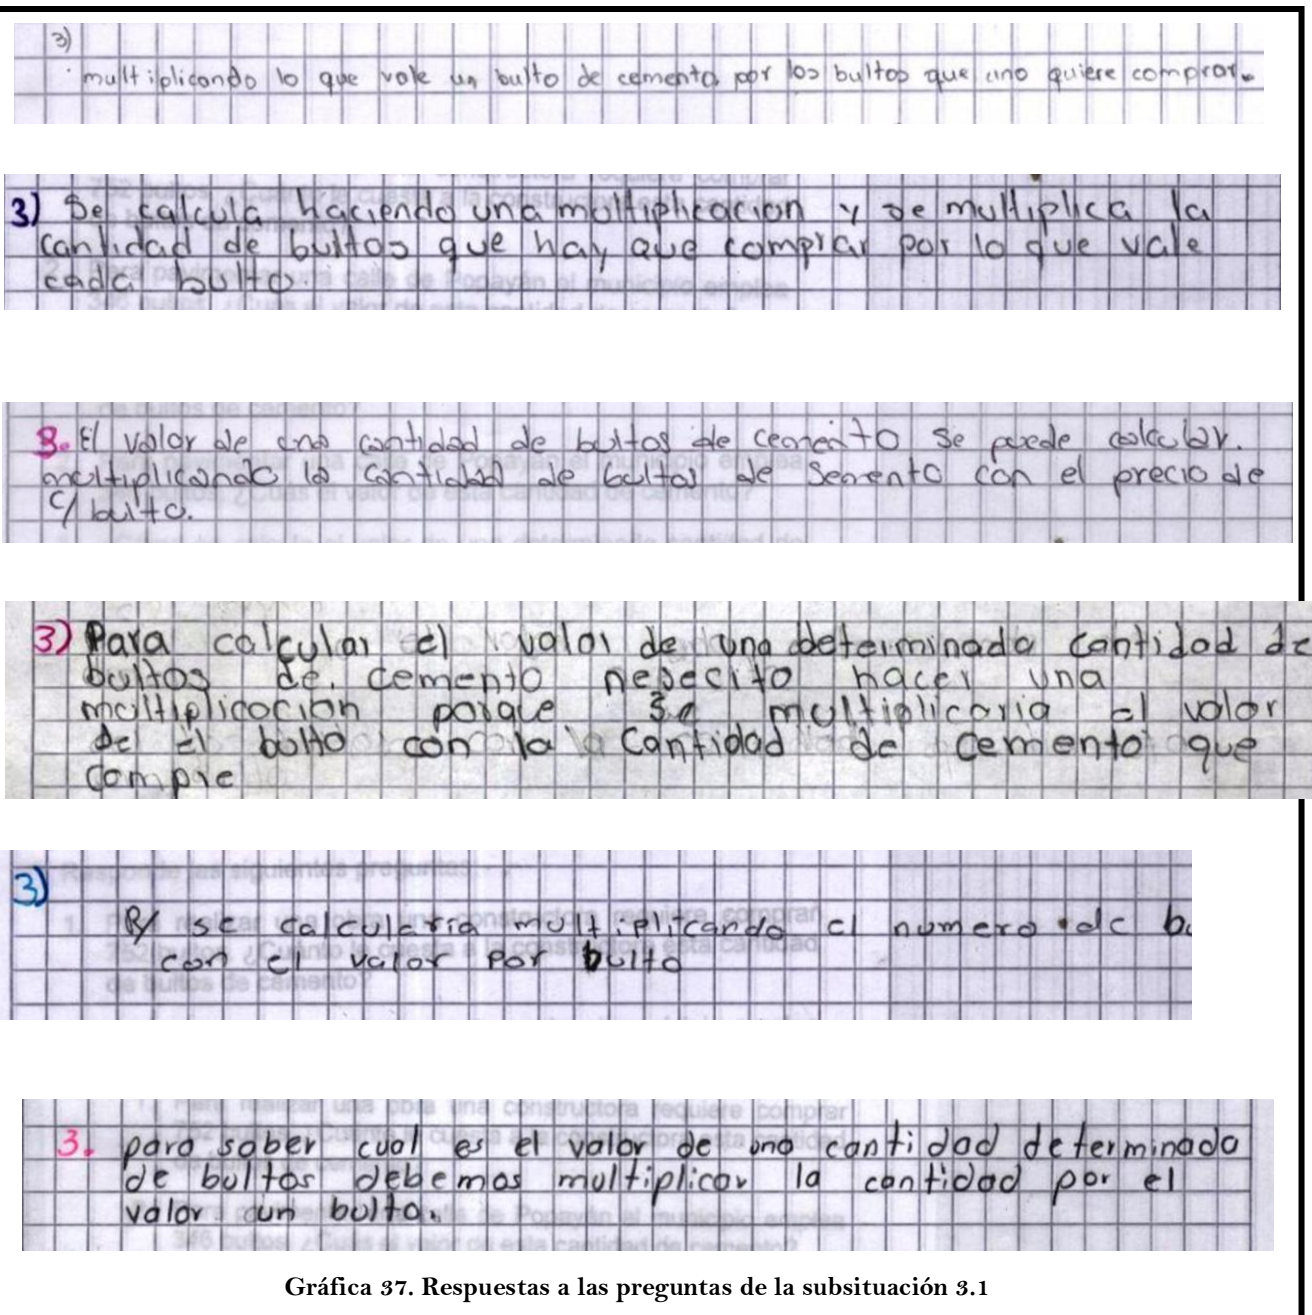 3)
multiplicando lo que vale un bulto de cemento por los bultos que uno quiere comprar.
3) Se calcula haciendo una multiplicacion y se multiplica la
cantidad de bultos que hay que comprar por lo que vale
cada bulto.
3. El valor de una cantidad de bultos de cemento se puede calcular.
multiplicando la cantidad de bultos de semento con el precio de
c/ bulto.
3) Para calcular el valor de una determinada cantidad de
bultos de cemento nesecito hacer una
multiplicacion porque se multiplicaria el valor
de el bulto con la cantidad de cemento que
compre
3)
R/ se calcularia multiplicando el numero de bu
con el valor por bulto
3. para saber cual es el valor de una cantidad determinada
de bultos debemos multiplicar la cantidad por el
valor aun bulto.
Gráfica 37. Respuestas a las preguntas de la subsituación 3.1